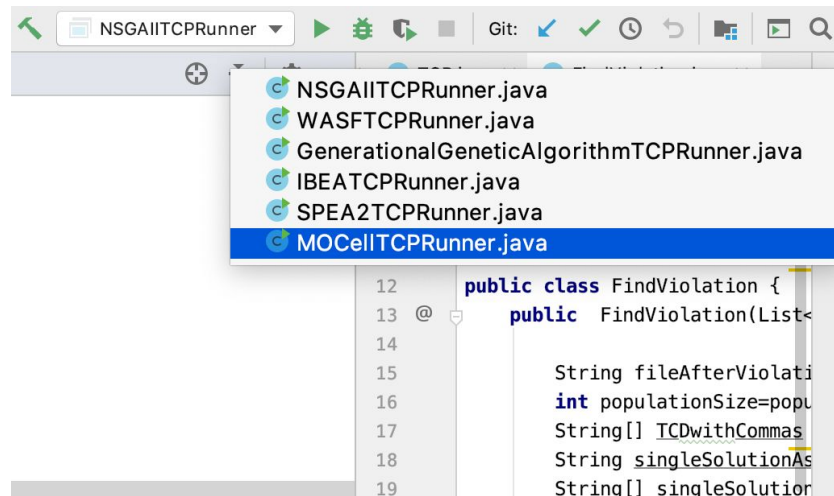 NSGAIITCPRunner
Git:
NSGAIITCPRunner.java
WASFTCPRunner.java
GenerationalGeneticAlgorithmTCPRunner.java
IBEATCPRunner.java
SPEA2TCPRunner.java
MOCellTCPRunner.java
12 public class FindViolation {
13 @ public FindViolation(List<
14
15 String fileAfterViolati
16 int populationSize=popu
17 String[] TCDwithCommas
18 String singleSolutionAs
19 String[] singleSolution